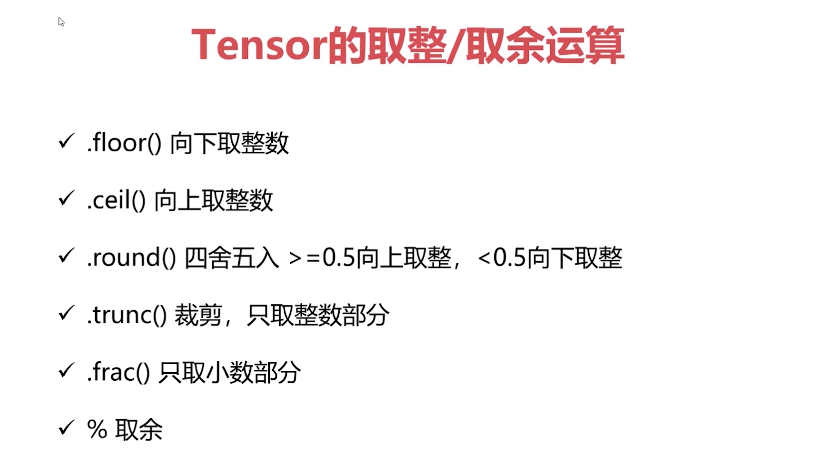 Tensor的取整/取余运算
✓ .floor() 向下取整数
✓ .ceil() 向上取整数
✓ .round() 四舍五入 >=0.5向上取整，<0.5向下取整
✓ .trunc() 裁剪，只取整数部分
✓ .frac() 只取小数部分
✓ % 取余